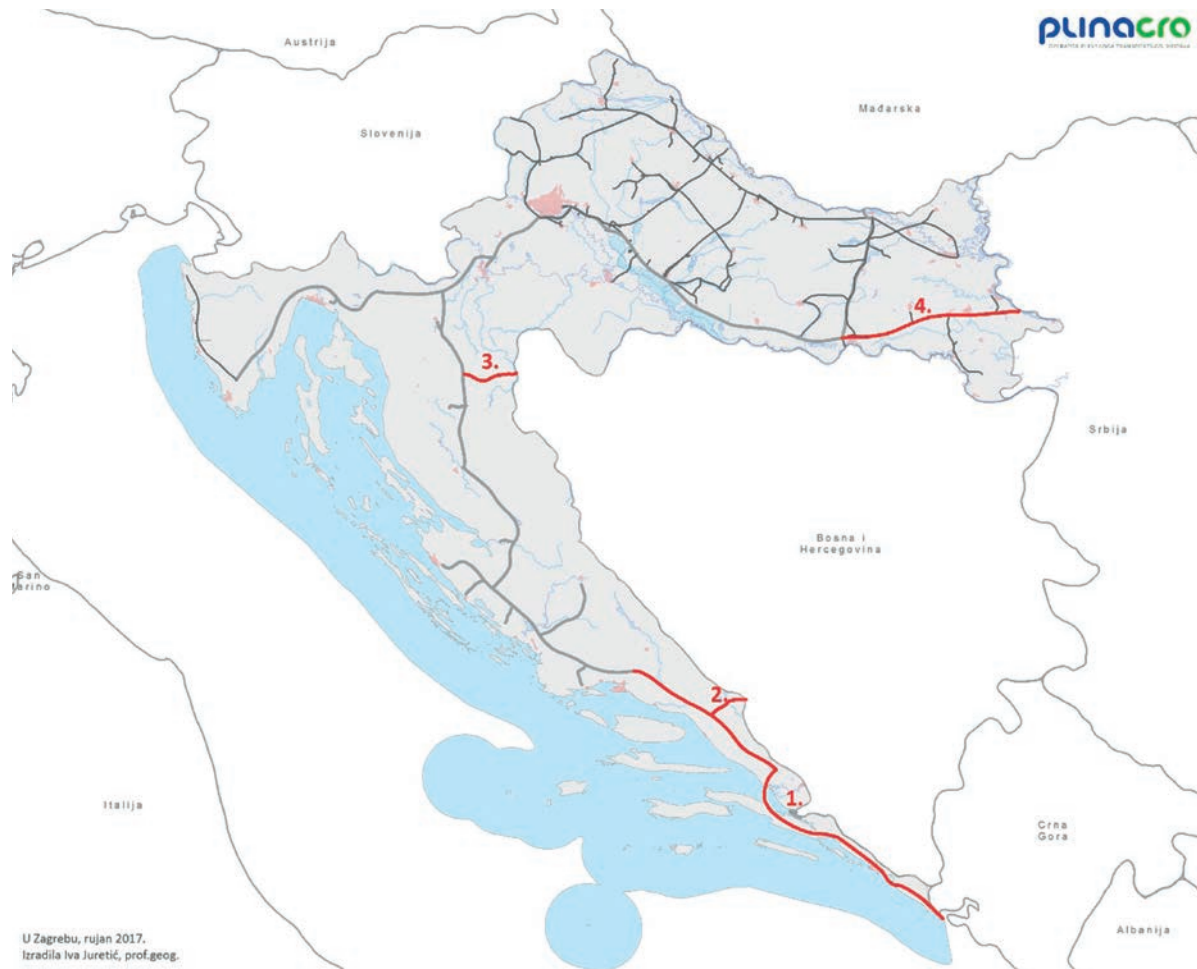 plinacro
Austrija
Mađarska
Slovenija
4.
3.
Srbija
Bosna i
Hercegovina
San
Marino
2.
1.
Italija
Crna
Gora
Albanija
U Zagrebu, rujan 2017.
Izradila Iva Juretić, prof.geog.